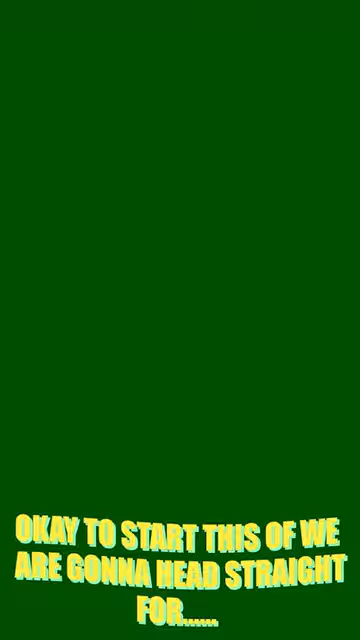 OKAY TO START THIS OF WE
ARE GONNA HEAD STRAIGHT
FOR......